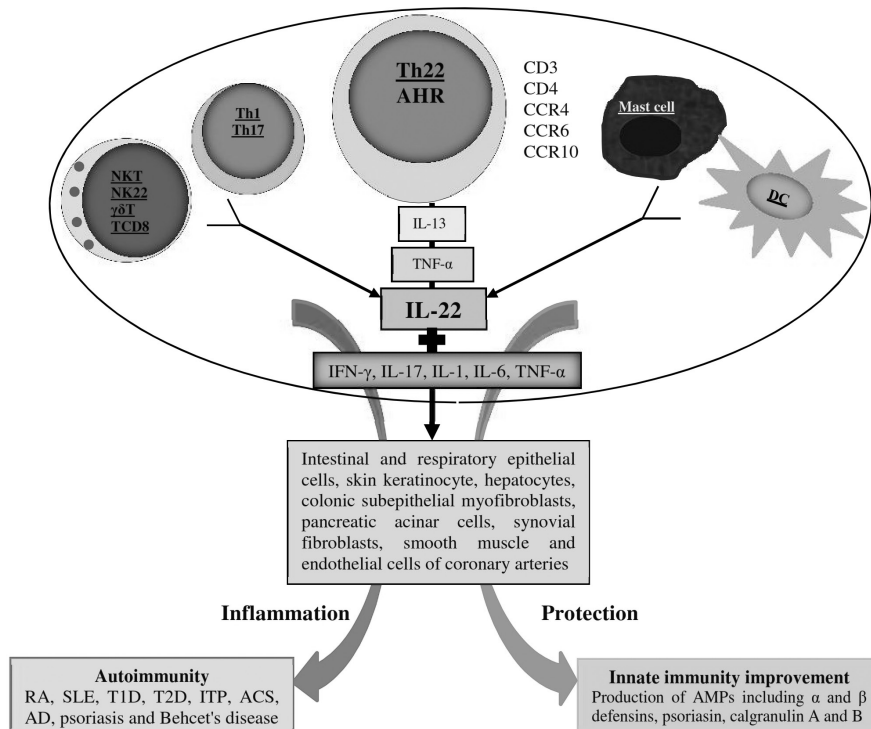 Th22
AHR
CD3
CD4
CCR4
CCR6
CCR10
Mast cell
Th1
Th17
NKT
NK22
γδT
TCD8
DC
IL-13
TNF-α
IL-22
IFN-γ, IL-17, IL-1, IL-6, TNF-α
Intestinal and respiratory epithelial
cells, skin keratinocyte, hepatocytes,
colonic subepithelial myofibroblasts,
pancreatic acinar cells, synovial
fibroblasts, smooth muscle and
endothelial cells of coronary arteries
Inflammation
Protection
Autoimmunity
RA, SLE, T1D, T2D, ITP, ACS,
AD, psoriasis and Behcet's disease
Innate immunity improvement
Production of AMPs including α and β
defensins, psoriasin, calgranulin A and B